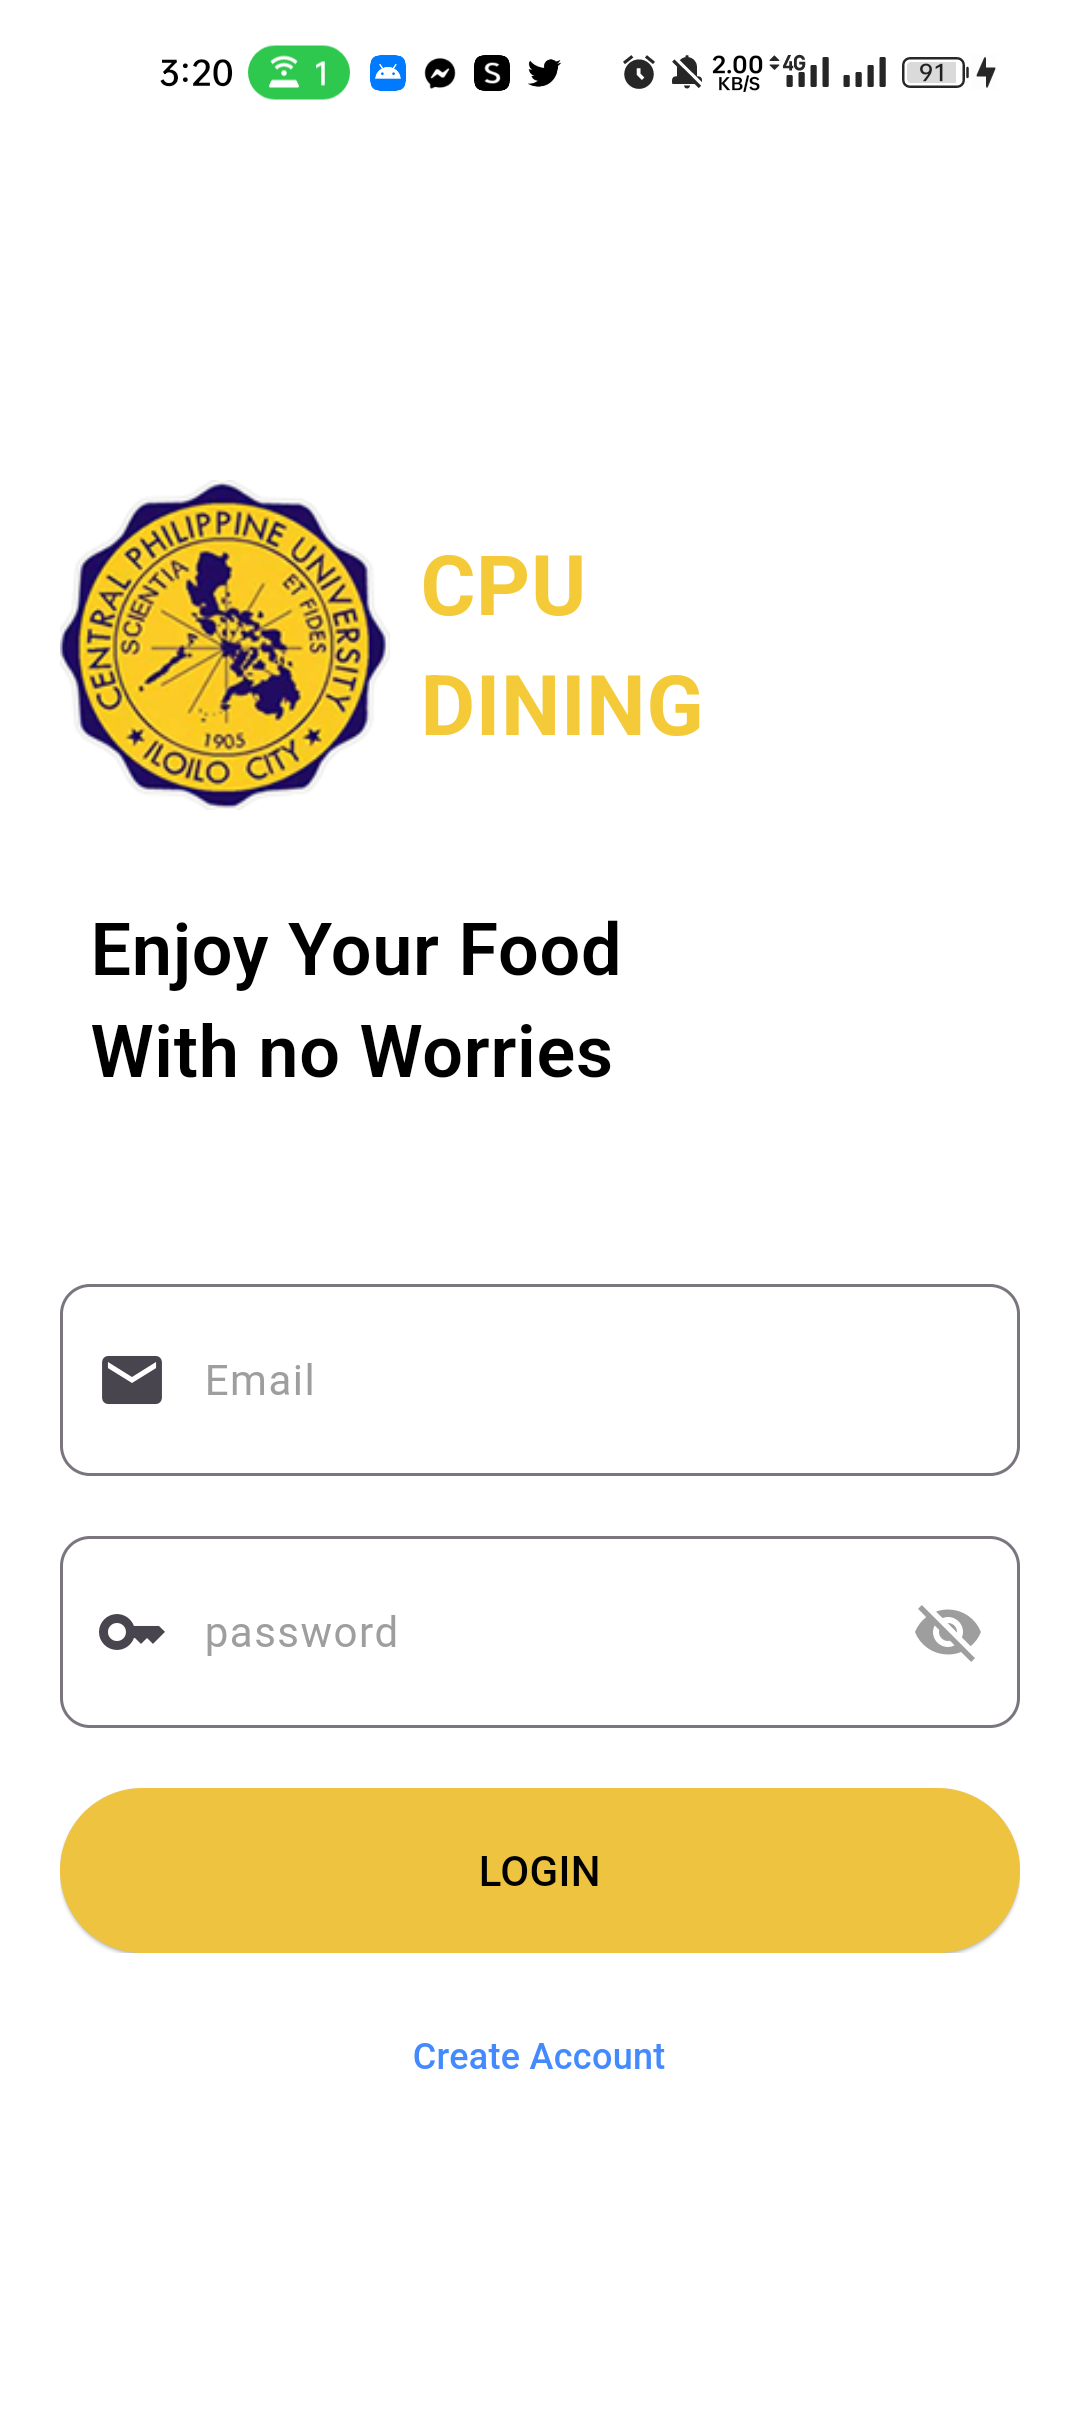 3:20 1 S 2.00 KB/S 4G 91
CENTRAL PHILIPPINE UNIVERSITY
SCIENTIA ET FIDES
1905
★ ILOILO CITY ★
CPU
DINING
Enjoy Your Food
With no Worries
Email
password
LOGIN
Create Account